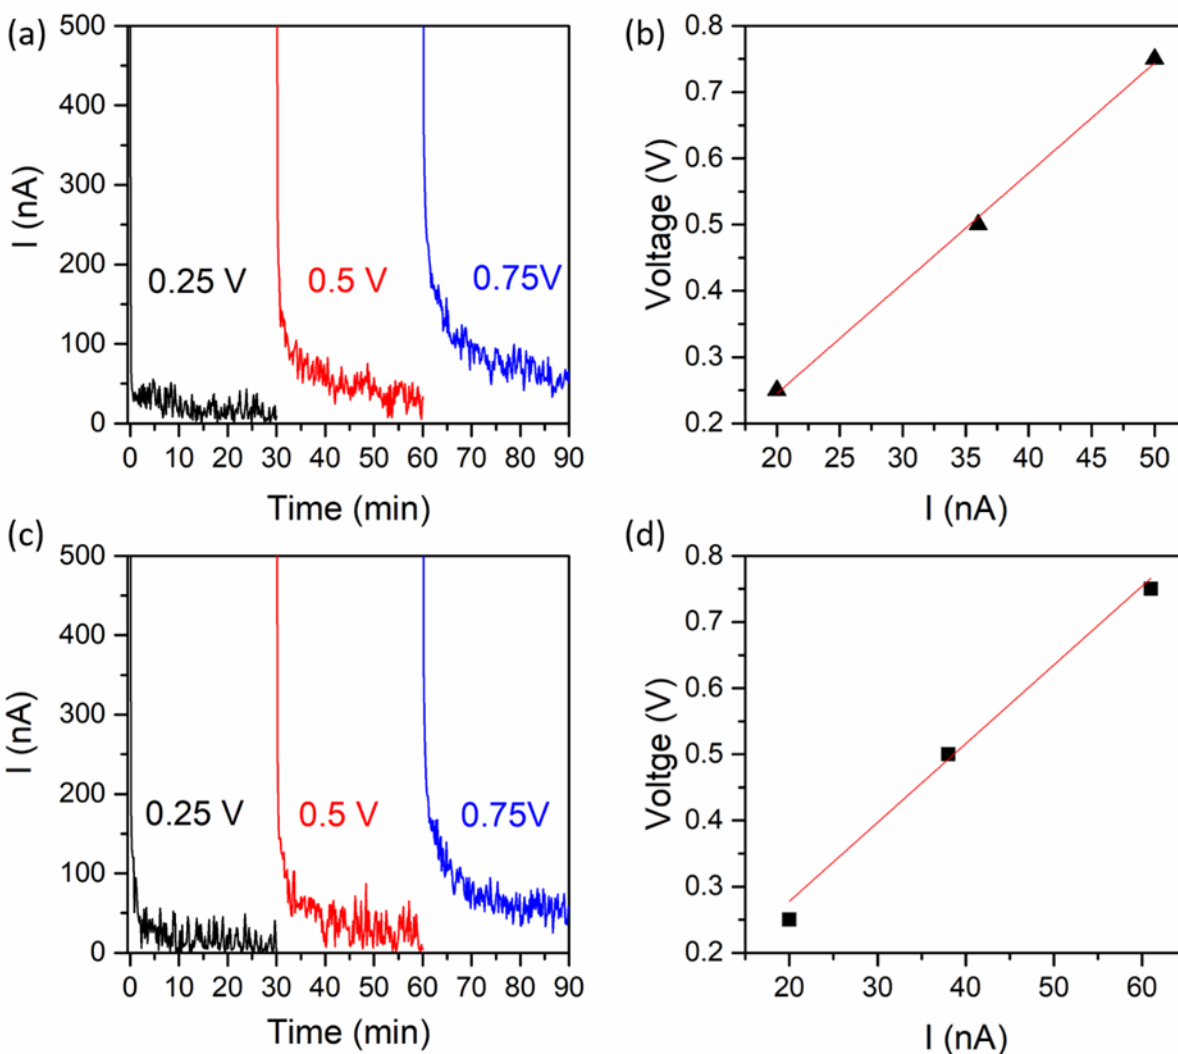 (a)
500
400
300
200
100
0
I (nA)
0.25 V
0.5 V
0.75V
0 10 20 30 40 50 60 70 80 90
Time (min)
(b)
0.8
0.7
0.6
0.5
0.4
0.3
0.2
Voltage (V)
20 25 30 35 40 45 50
I (nA)
(c)
500
400
300
200
100
0
I (nA)
0.25 V
0.5 V
0.75V
0 10 20 30 40 50 60 70 80 90
Time (min)
(d)
0.8
0.7
0.6
0.5
0.4
0.3
0.2
Voltge (V)
20 30 40 50 60
I (nA)